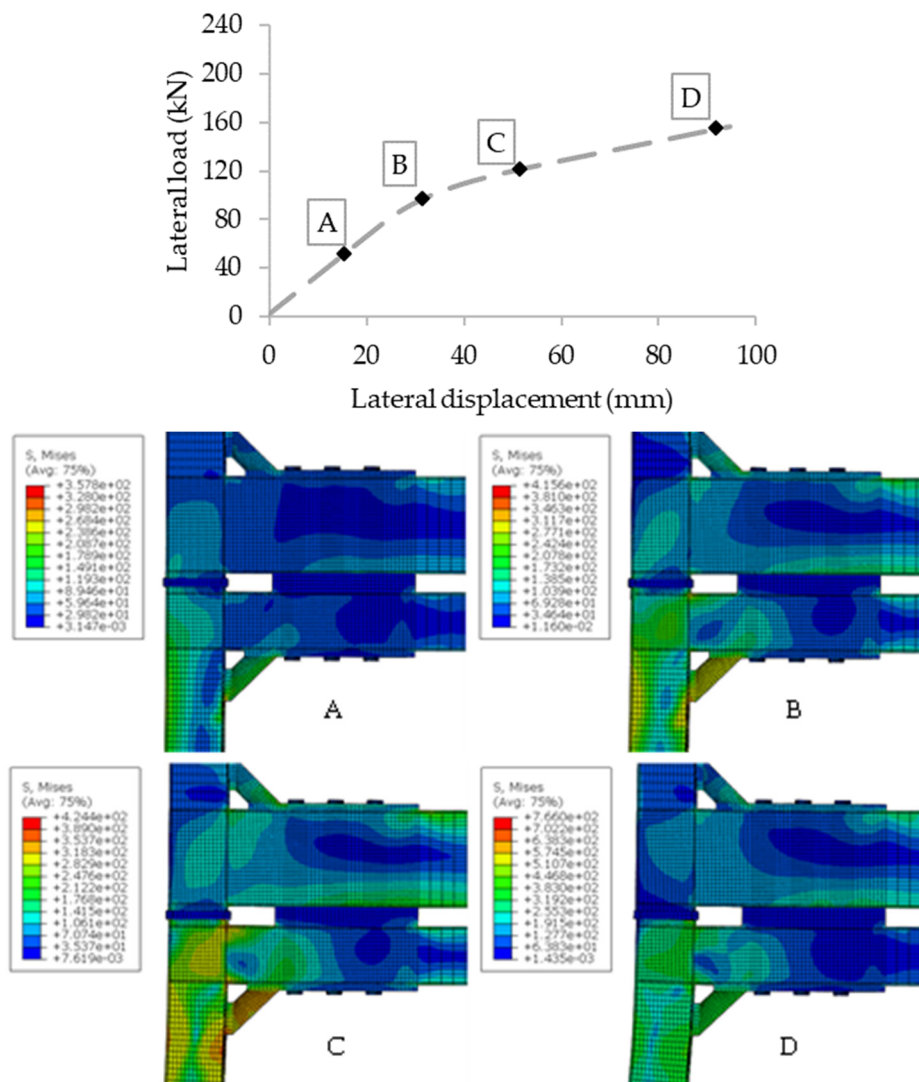 240
200
160
120
80
40
0
Lateral load (kN)
A
B
C
D
0 20 40 60 80 100
Lateral displacement (mm)
S, Mises
(Avg: 75%)
+3.578e+02
+3.280e+02
+2.982e+02
+2.684e+02
+2.386e+02
+2.087e+02
+1.789e+02
+1.491e+02
+1.193e+02
+8.946e+01
+5.964e+01
+2.982e+01
+3.147e-03
A
S, Mises
(Avg: 75%)
+4.156e+02
+3.810e+02
+3.463e+02
+3.117e+02
+2.771e+02
+2.424e+02
+2.078e+02
+1.732e+02
+1.385e+02
+1.039e+02
+6.928e+01
+3.464e+01
+1.160e-02
B
S, Mises
(Avg: 75%)
+4.244e+02
+3.890e+02
+3.537e+02
+3.183e+02
+2.829e+02
+2.476e+02
+2.122e+02
+1.768e+02
+1.415e+02
+1.061e+02
+7.074e+01
+3.537e+01
+7.619e-03
C
S, Mises
(Avg: 75%)
+7.660e+02
+7.022e+02
+6.383e+02
+5.745e+02
+5.107e+02
+4.468e+02
+3.830e+02
+3.192e+02
+2.553e+02
+1.915e+02
+1.277e+02
+6.383e+01
+1.435e-03
D